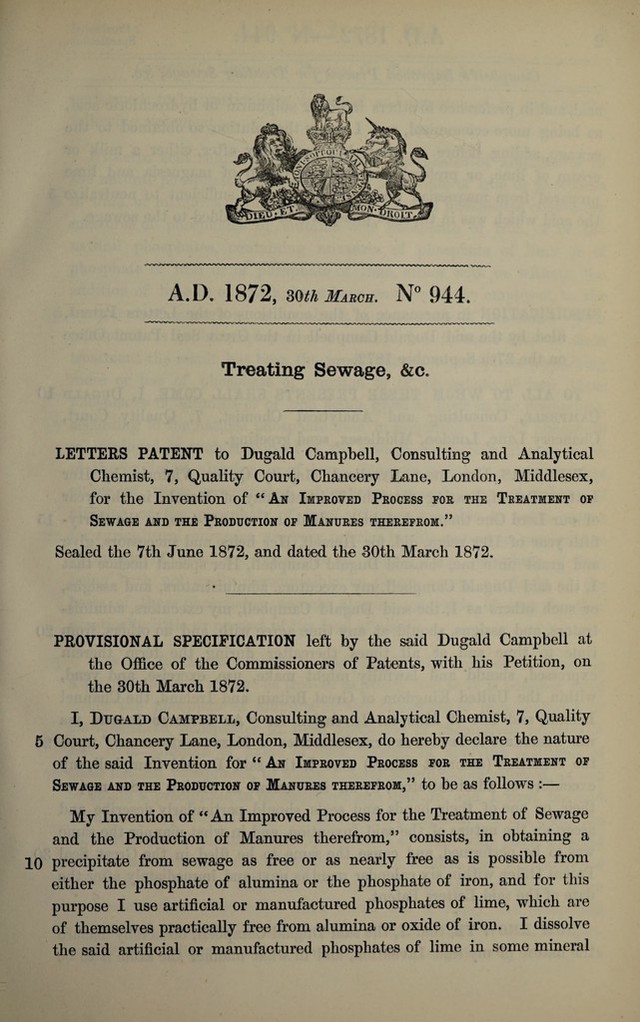 DIEU·ET· MON·DROIT
A.D. 1872, 30th March. Nº 944.
Treating Sewage, &c.
LETTERS PATENT to Dugald Campbell, Consulting and Analytical
Chemist, 7, Quality Court, Chancery Lane, London, Middlesex,
for the Invention of “An Improved Process for the Treatment of
Sewage and the Production of Manures therefrom.”
Sealed the 7th June 1872, and dated the 30th March 1872.
PROVISIONAL SPECIFICATION left by the said Dugald Campbell at
the Office of the Commissioners of Patents, with his Petition, on
the 30th March 1872.
I, Dugald Campbell, Consulting and Analytical Chemist, 7, Quality
5 Court, Chancery Lane, London, Middlesex, do hereby declare the nature
of the said Invention for “An Improved Process for the Treatment of
Sewage and the Production of Manures therefrom,” to be as follows :—
My Invention of “An Improved Process for the Treatment of Sewage
and the Production of Manures therefrom,” consists, in obtaining a
10 precipitate from sewage as free or as nearly free as is possible from
either the phosphate of alumina or the phosphate of iron, and for this
purpose I use artificial or manufactured phosphates of lime, which are
of themselves practically free from alumina or oxide of iron. I dissolve
the said artificial or manufactured phosphates of lime in some mineral